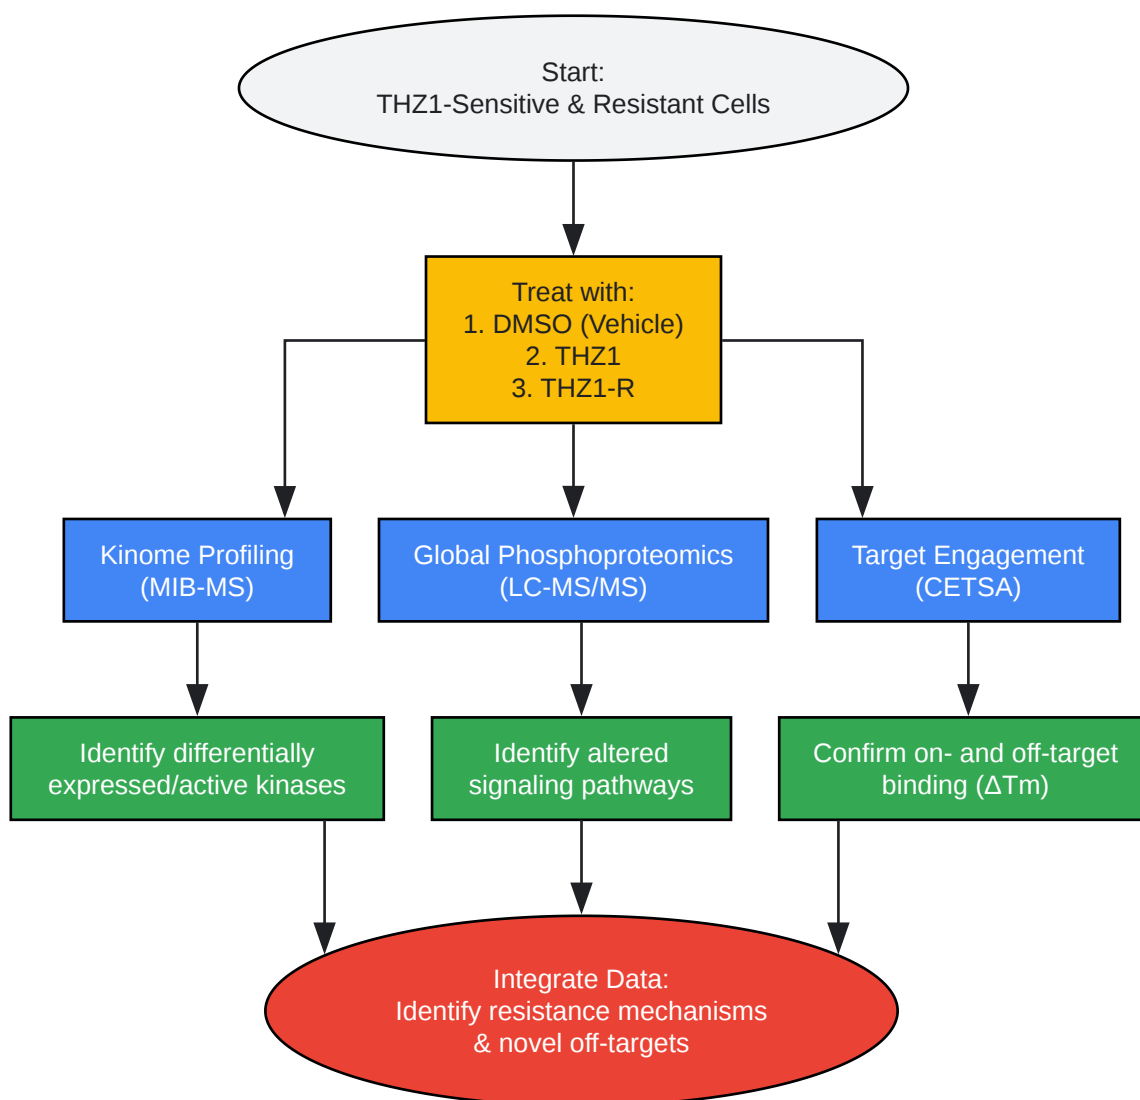 Start:
THZ1-Sensitive & Resistant Cells
Treat with:
1. DMSO (Vehicle)
2. THZ1
3. THZ1-R
Kinome Profiling
(MIB-MS)
Global Phosphoproteomics
(LC-MS/MS)
Target Engagement
(CETSA)
Identify differentially
expressed/active kinases
Identify altered
signaling pathways
Confirm on- and off-target
binding (ΔTm)
Integrate Data:
Identify resistance mechanisms
& novel off-targets